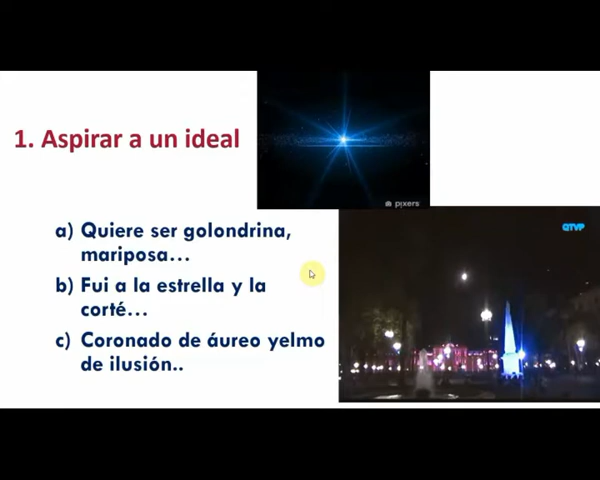 1. Aspirar a un ideal
pixers
QTVP
a) Quiere ser golondrina,
mariposa...
b) Fui a la estrella y la
corté...
c) Coronado de áureo yelmo
de ilusión..